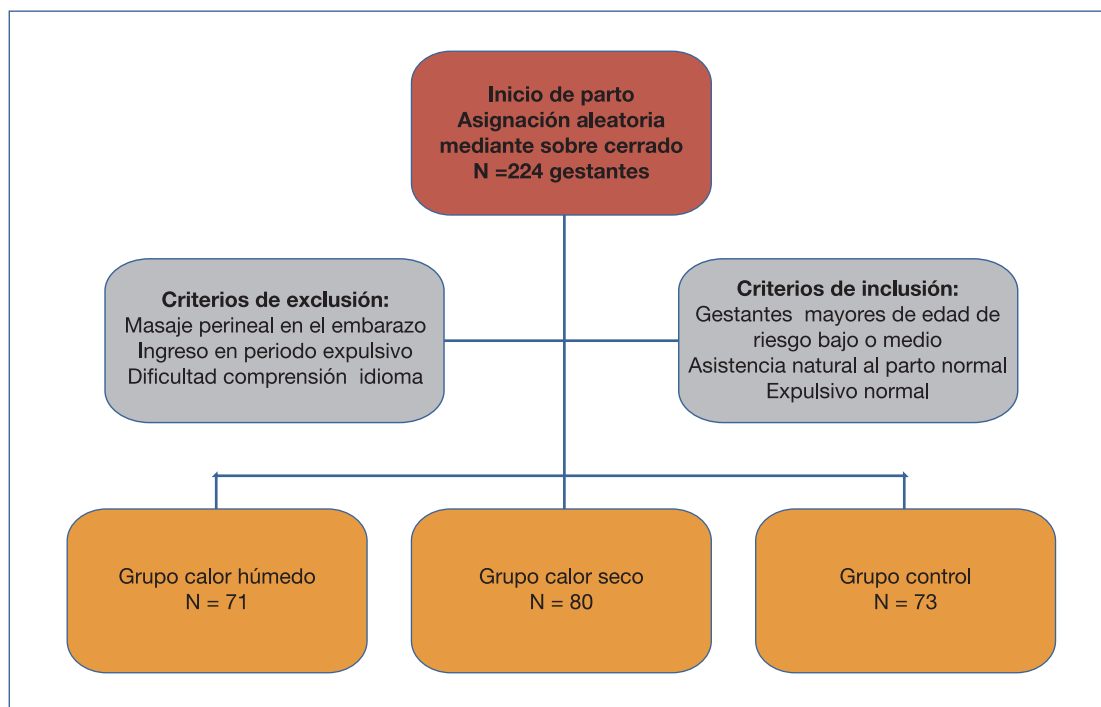 Inicio de parto
Asignación aleatoria
mediante sobre cerrado
N =224 gestantes
Criterios de exclusión:
Masaje perineal en el embarazo
Ingreso en periodo expulsivo
Dificultad comprensión idioma
Criterios de inclusión:
Gestantes mayores de edad de
riesgo bajo o medio
Asistencia natural al parto normal
Expulsivo normal
Grupo calor húmedo
N = 71
Grupo calor seco
N = 80
Grupo control
N = 73